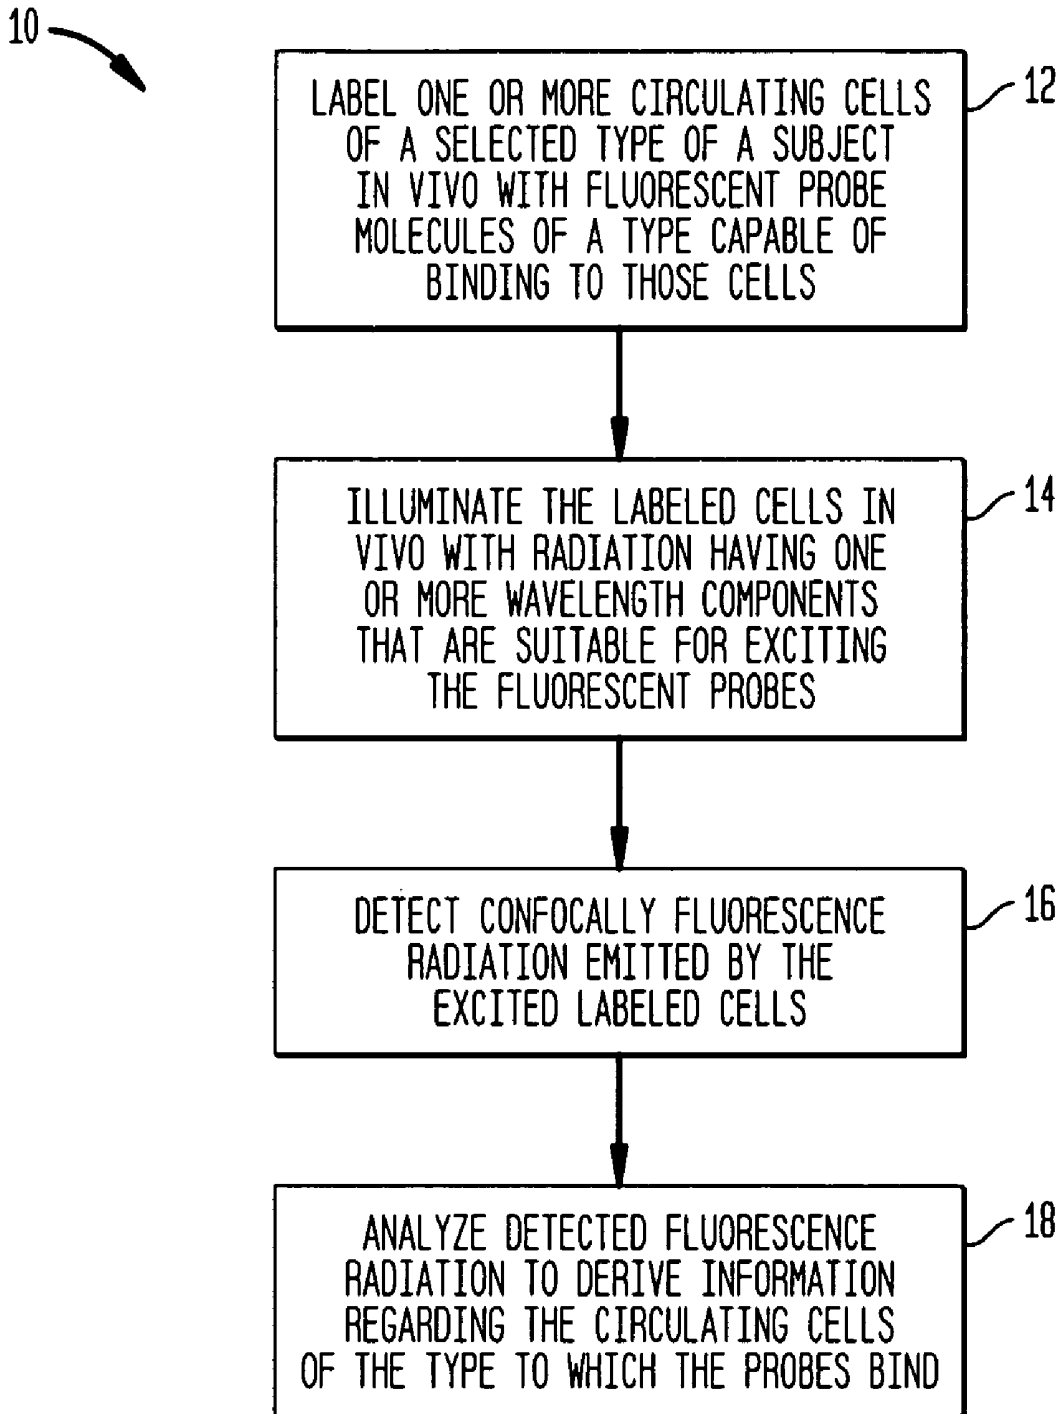 10
LABEL ONE OR MORE CIRCULATING CELLS
OF A SELECTED TYPE OF A SUBJECT
IN VIVO WITH FLUORESCENT PROBE
MOLECULES OF A TYPE CAPABLE OF
BINDING TO THOSE CELLS
12
ILLUMINATE THE LABELED CELLS IN
VIVO WITH RADIATION HAVING ONE
OR MORE WAVELENGTH COMPONENTS
THAT ARE SUITABLE FOR EXCITING
THE FLUORESCENT PROBES
14
DETECT CONFOCALLY FLUORESCENCE
RADIATION EMITTED BY THE
EXCITED LABELED CELLS
16
ANALYZE DETECTED FLUORESCENCE
RADIATION TO DERIVE INFORMATION
REGARDING THE CIRCULATING CELLS
OF THE TYPE TO WHICH THE PROBES BIND
18